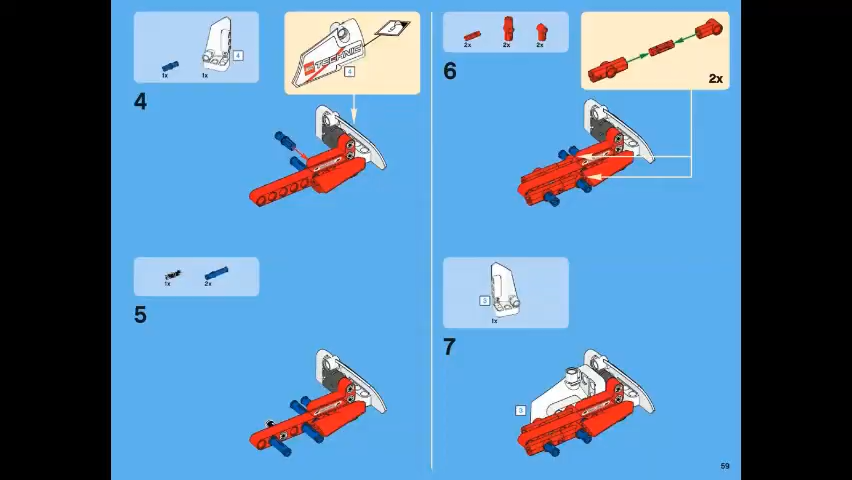 1x 1x 4
4
TECHNIC
4
5
1x 2x
6
2x 2x 2x
2x
7
3
1x
3
59